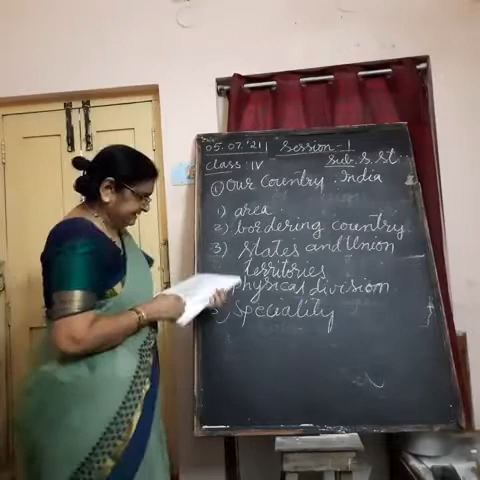 05.07.'21 Session-1
Class: IV Sub: S. St.
① Our Country . India
1) area .
2) bordering country
3) States and Union
territories
physical division
5) Speciality